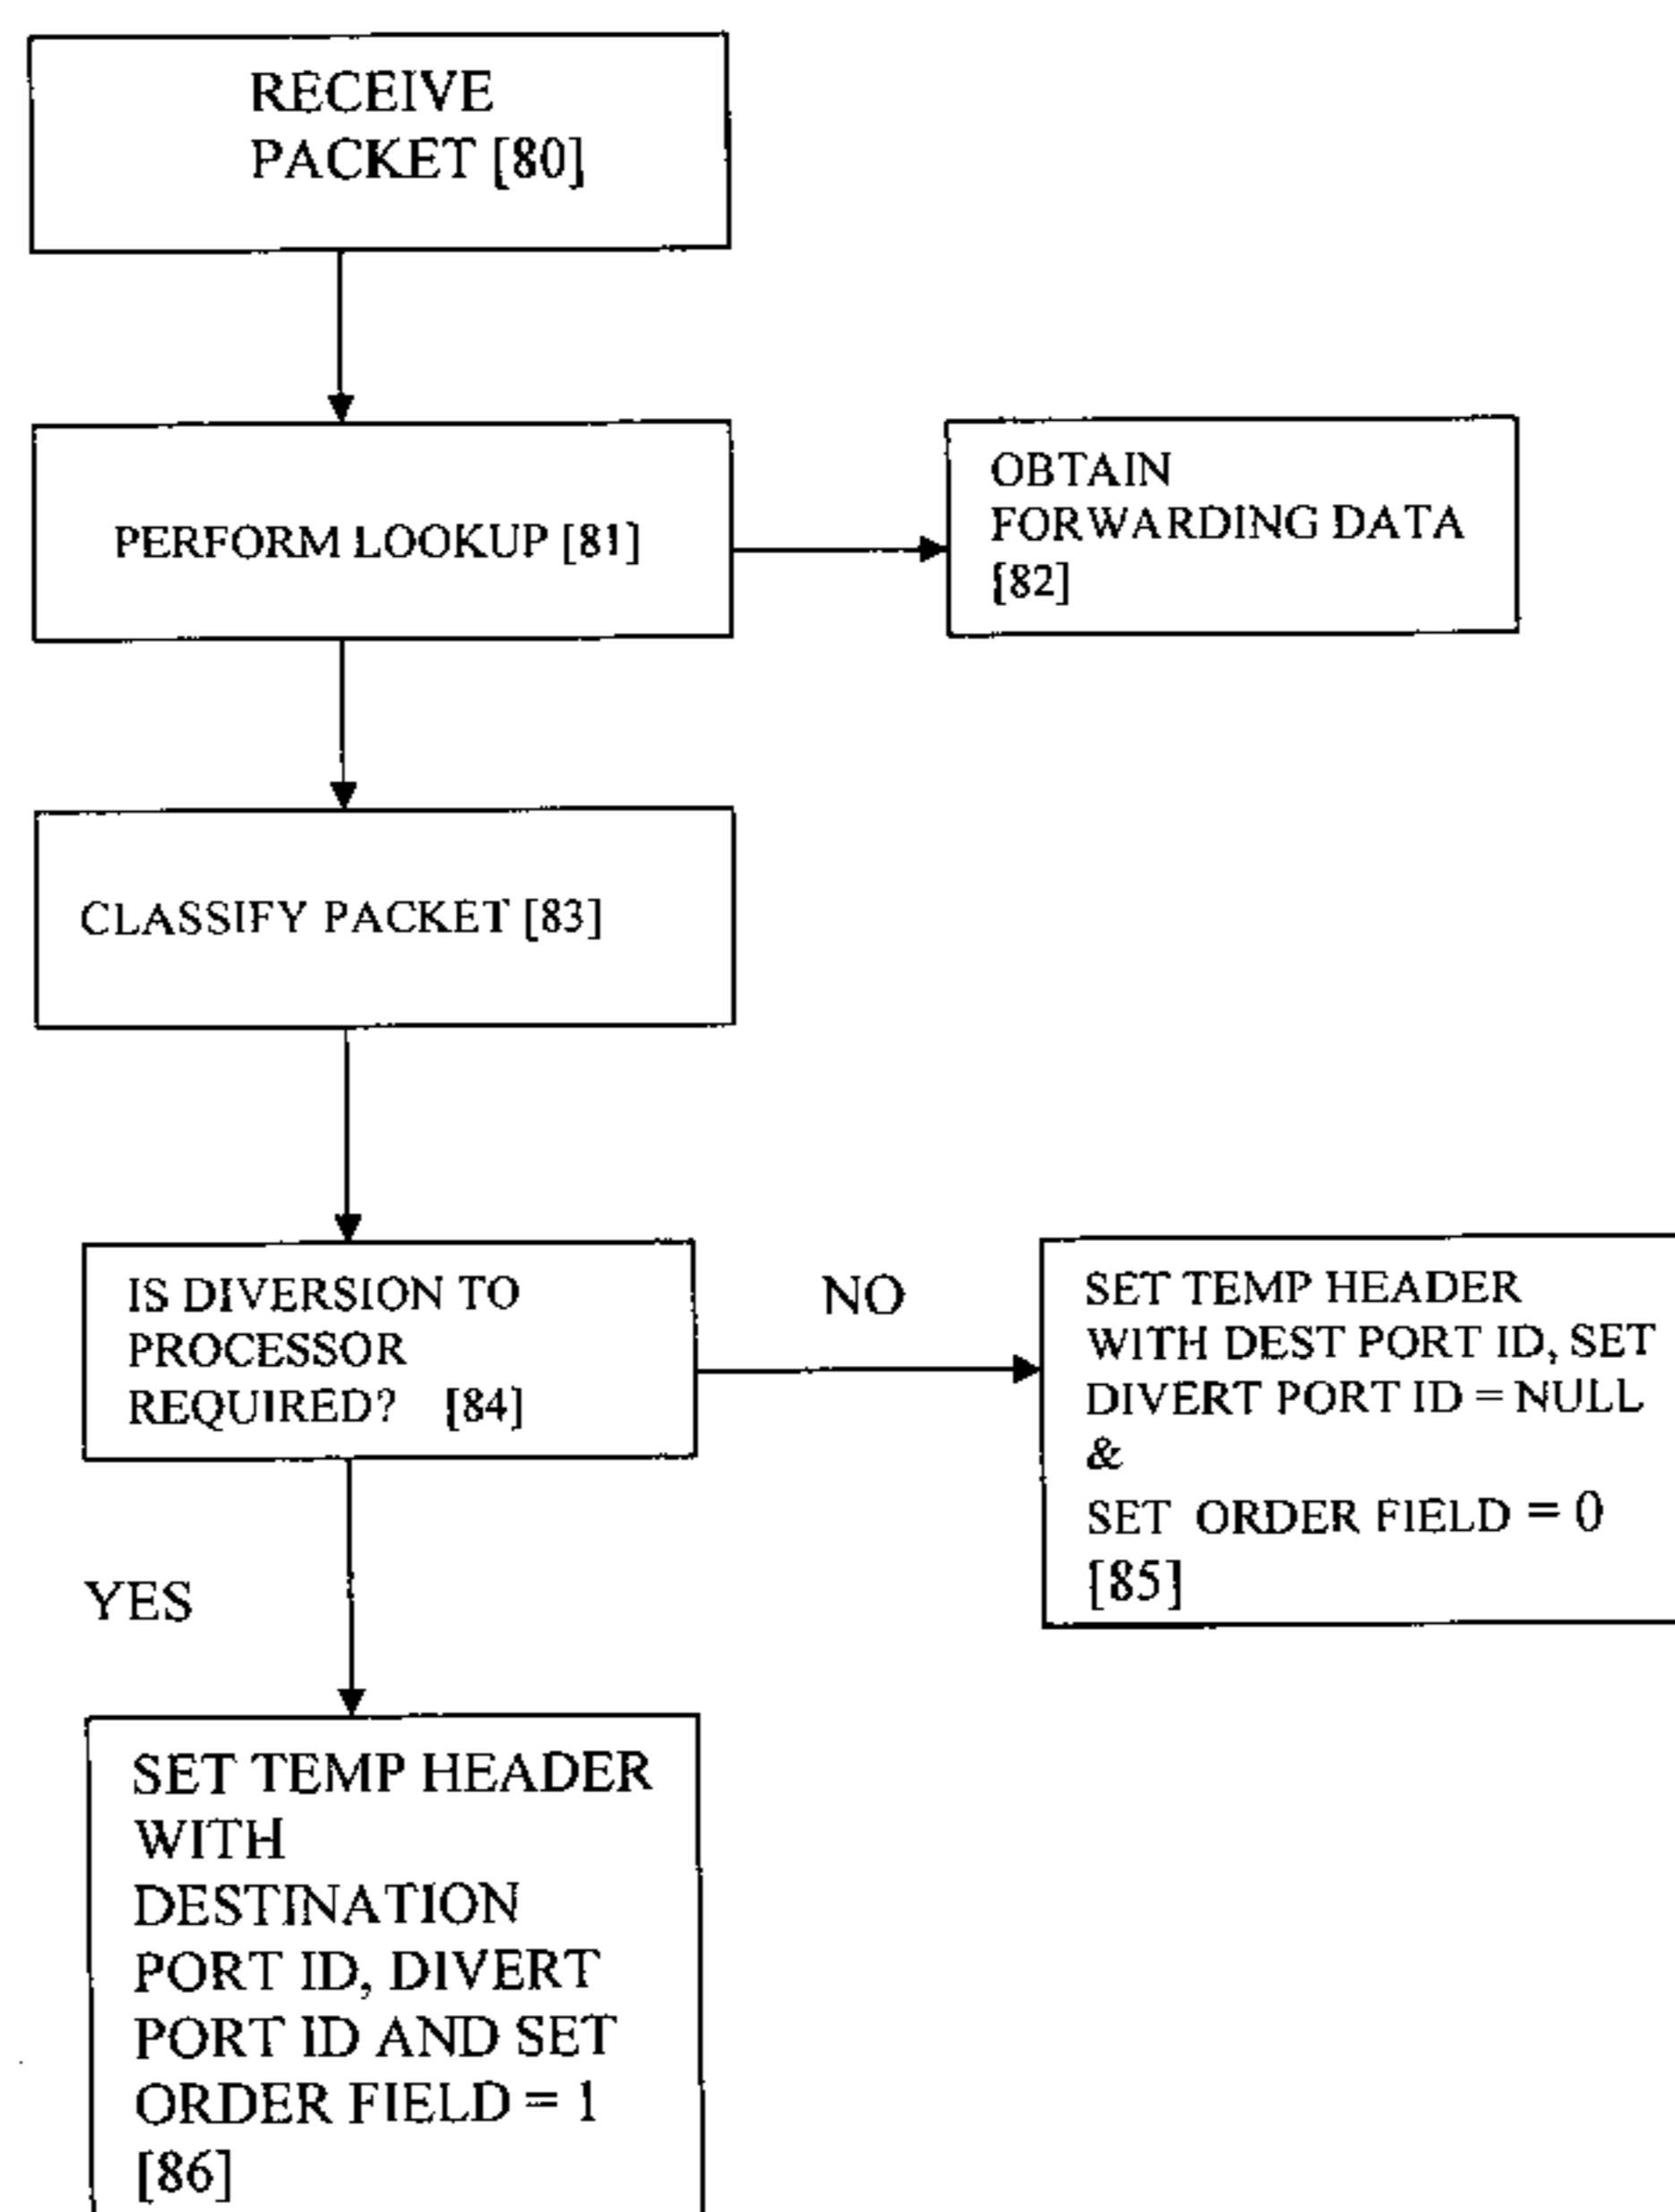 RECEIVE
PACKET [80]
PERFORM LOOKUP [81]
OBTAIN
FORWARDING DATA
[82]
CLASSIFY PACKET [83]
IS DIVERSION TO
PROCESSOR
REQUIRED? [84]
NO
SET TEMP HEADER
WITH DEST PORT ID, SET
DIVERT PORT ID = NULL
&
SET ORDER FIELD = 0
[85]
YES
SET TEMP HEADER
WITH
DESTINATION
PORT ID, DIVERT
PORT ID AND SET
ORDER FIELD = 1
[86]